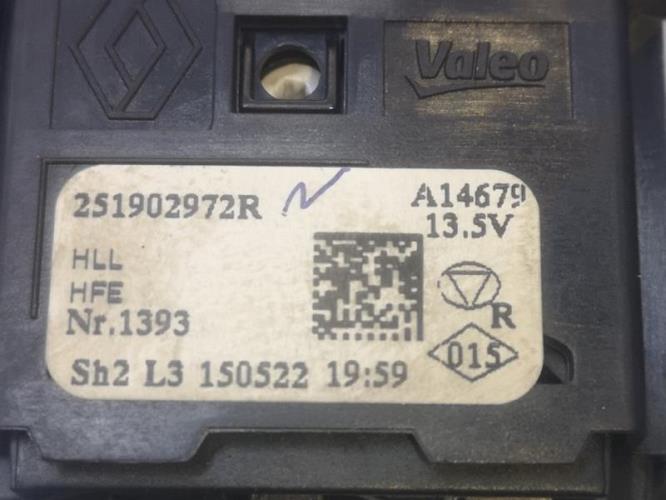 Valeo
251902972R
A14679
13.5V
HLL
HFE
Nr.1393
R
015
Sh2 L3 150522 19:59